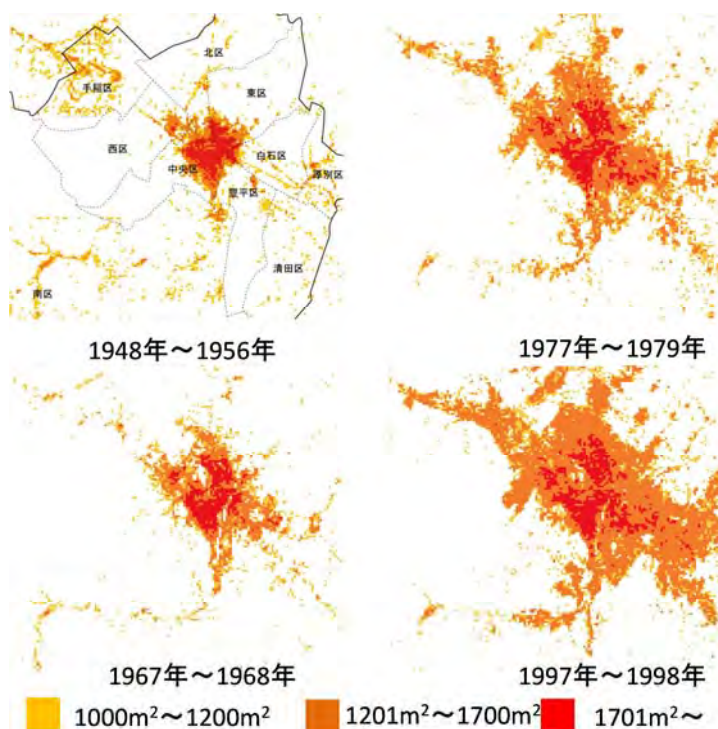 北区
手稲区
東区
西区
白石区
中央区
厚別区
豊平区
清田区
南区
1948年～1956年
1977年～1979年
1967年～1968年
1997年～1998年
1000m²～1200m²
1201m²～1700m²
1701m²～